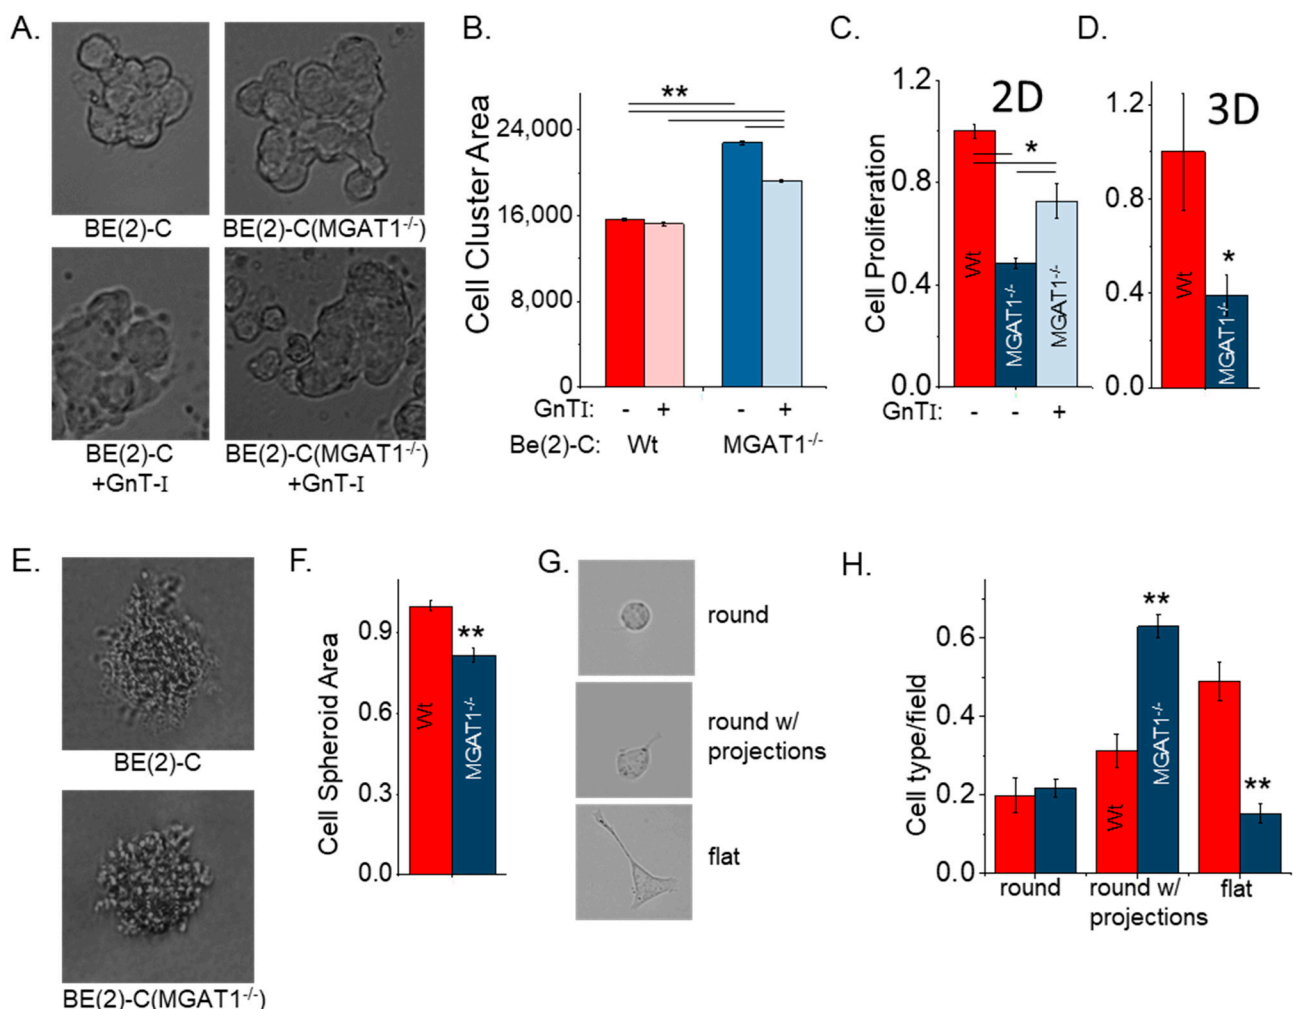 A.
BE(2)-C
BE(2)-C(MGAT1-/-)
BE(2)-C
+GnT-I
BE(2)-C(MGAT1-/-)
+GnT-I
B.
Cell Cluster Area
24,000
16,000
8,000
0
**
GnTI: - + - +
Be(2)-C: Wt MGAT1-/-
C.
Cell Proliferation
1.2
0.8
0.4
0.0
2D
*
Wt
MGAT1-/-
MGAT1-/-
GnTI: - - +
D.
1.2
0.8
0.4
0.0
3D
*
Wt
MGAT1-/-
E.
BE(2)-C
BE(2)-C(MGAT1-/-)
F.
Cell Spheroid Area
0.9
0.6
0.3
0.0
**
Wt
MGAT1-/-
G.
round
round w/
projections
flat
H.
Cell type/field
0.6
0.4
0.2
0.0
**
**
Wt
MGAT1-/-
round
round w/
projections
flat